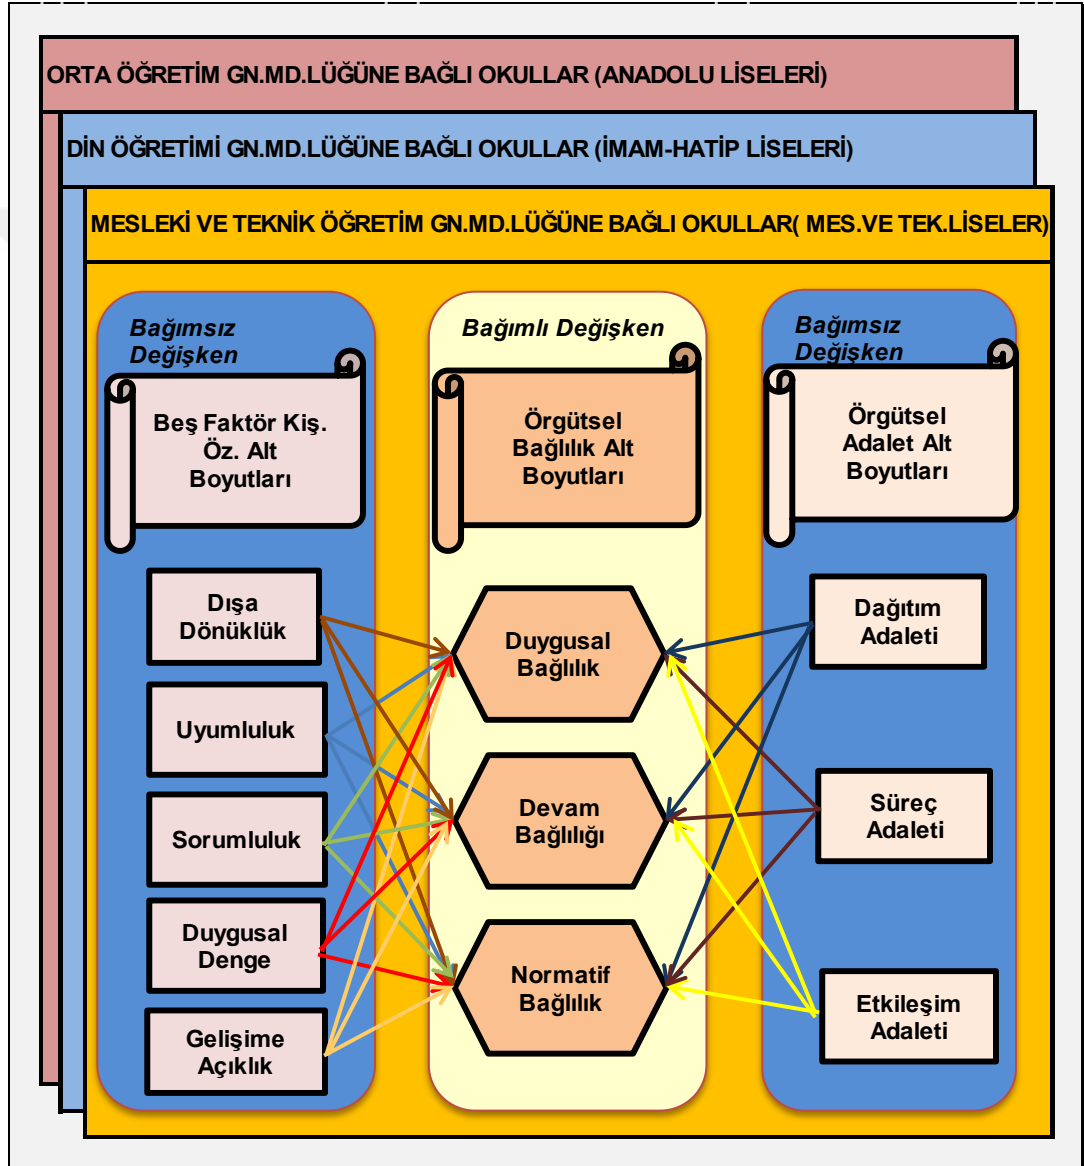 ORTA ÖĞRETİM GN.MD.LÜĞÜNE BAĞLI OKULLAR (ANADOLU LİSELERİ)
DİN ÖĞRETİMİ GN.MD.LÜĞÜNE BAĞLI OKULLAR (İMAM-HATİP LİSELERİ)
MESLEKİ VE TEKNİK ÖĞRETİM GN.MD.LÜĞÜNE BAĞLI OKULLAR( MES.VE TEK.LİSELER)
Bağımsız
Değişken
Beş Faktör Kiş.
Öz. Alt
Boyutları
Dışa
Dönüklük
Uyumluluk
Sorumluluk
Duygusal
Denge
Gelişime
Açıklık
Bağımlı Değişken
Örgütsel
Bağlılık Alt
Boyutları
Duygusal
Bağlılık
Devam
Bağlılığı
Normatif
Bağlılık
Bağımsız
Değişken
Örgütsel
Adalet Alt
Boyutları
Dağıtım
Adaleti
Süreç
Adaleti
Etkileşim
Adaleti